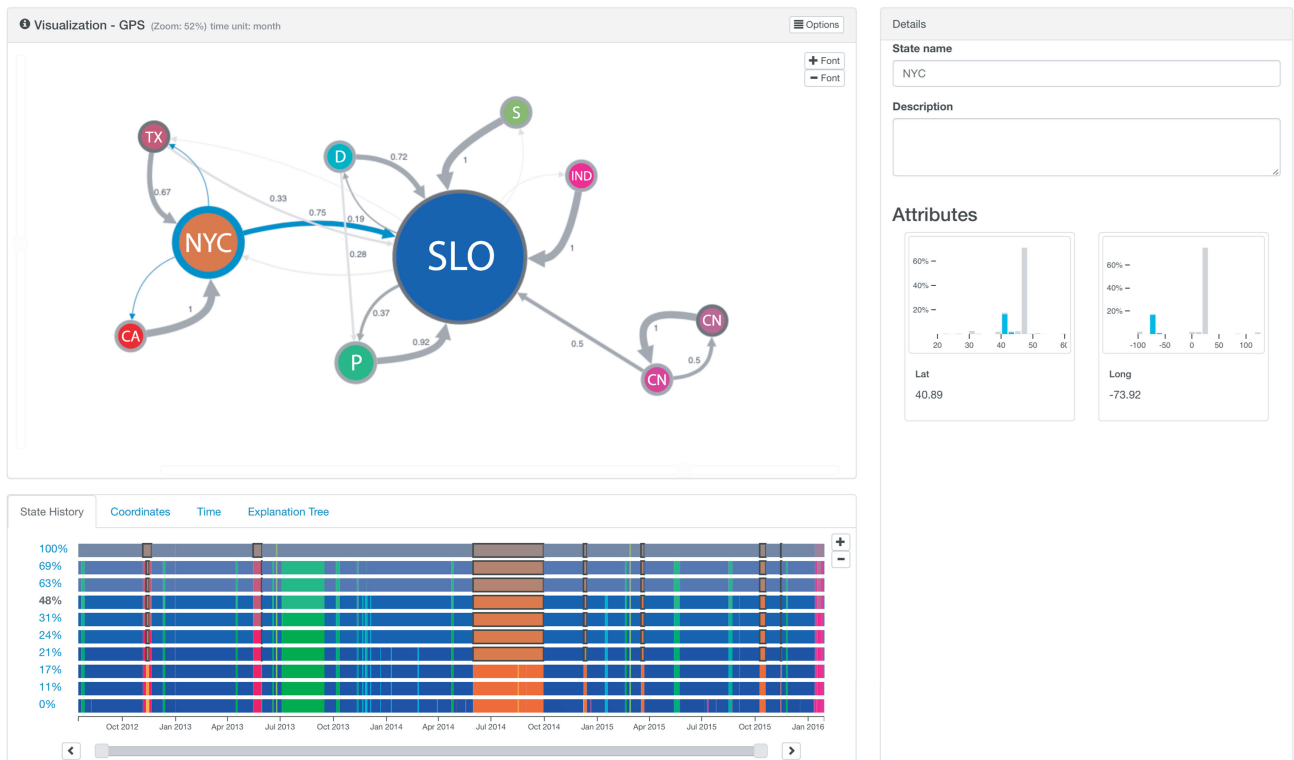 Visualization - GPS (Zoom: 52%) time unit: month
Options
+ Font
− Font
TX
S
D
0.72
1
IND
0.67
0.33
0.75
0.19
NYC
SLO
0.28
1
1
0.37
CN
1
CA
0.92
0.5
0.5
P
CN
State History
Coordinates
Time
Explanation Tree
100%
69%
63%
48%
31%
24%
21%
17%
11%
0%
Oct 2012
Jan 2013
Apr 2013
Jul 2013
Oct 2013
Jan 2014
Apr 2014
Jul 2014
Oct 2014
Jan 2015
Apr 2015
Jul 2015
Oct 2015
Jan 2016
Details
State name
NYC
Description
Attributes
60%
40%
20%
20 30 40 50 60
Lat
40.89
60%
40%
20%
-100 -50 0 50 100
Long
-73.92